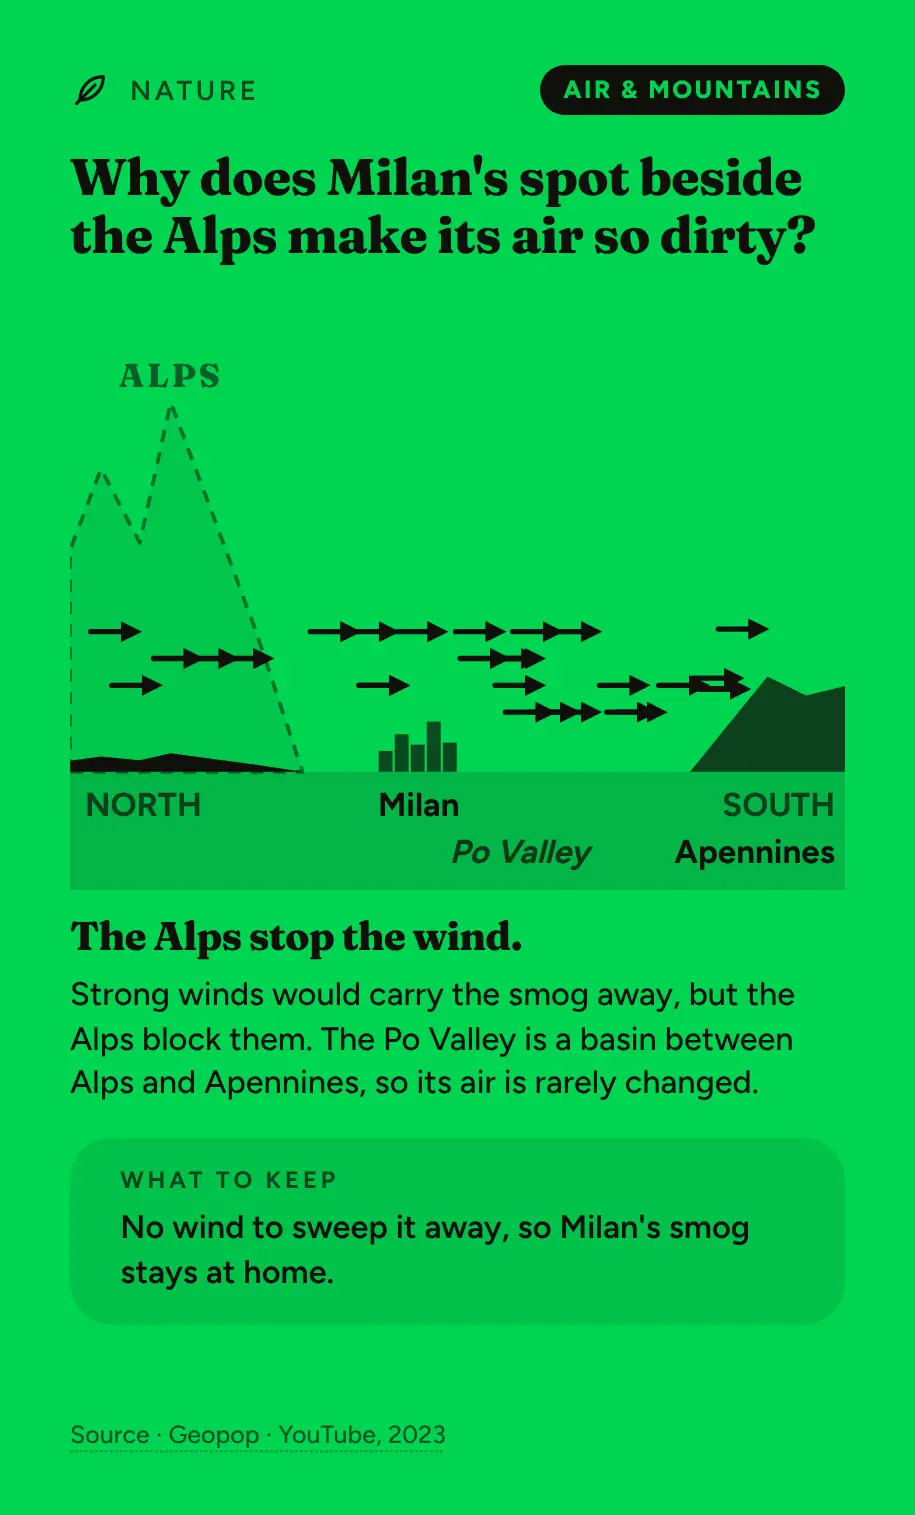 NATURE
AIR & MOUNTAINS
Why does Milan's spot beside
the Alps make its air so dirty?
ALPS
NORTH
Milan
SOUTH
Po Valley
Apennines
The Alps stop the wind.
Strong winds would carry the smog away, but the
Alps block them. The Po Valley is a basin between
Alps and Apennines, so its air is rarely changed.
WHAT TO KEEP
No wind to sweep it away, so Milan's smog
stays at home.
Source · Geopop · YouTube, 2023